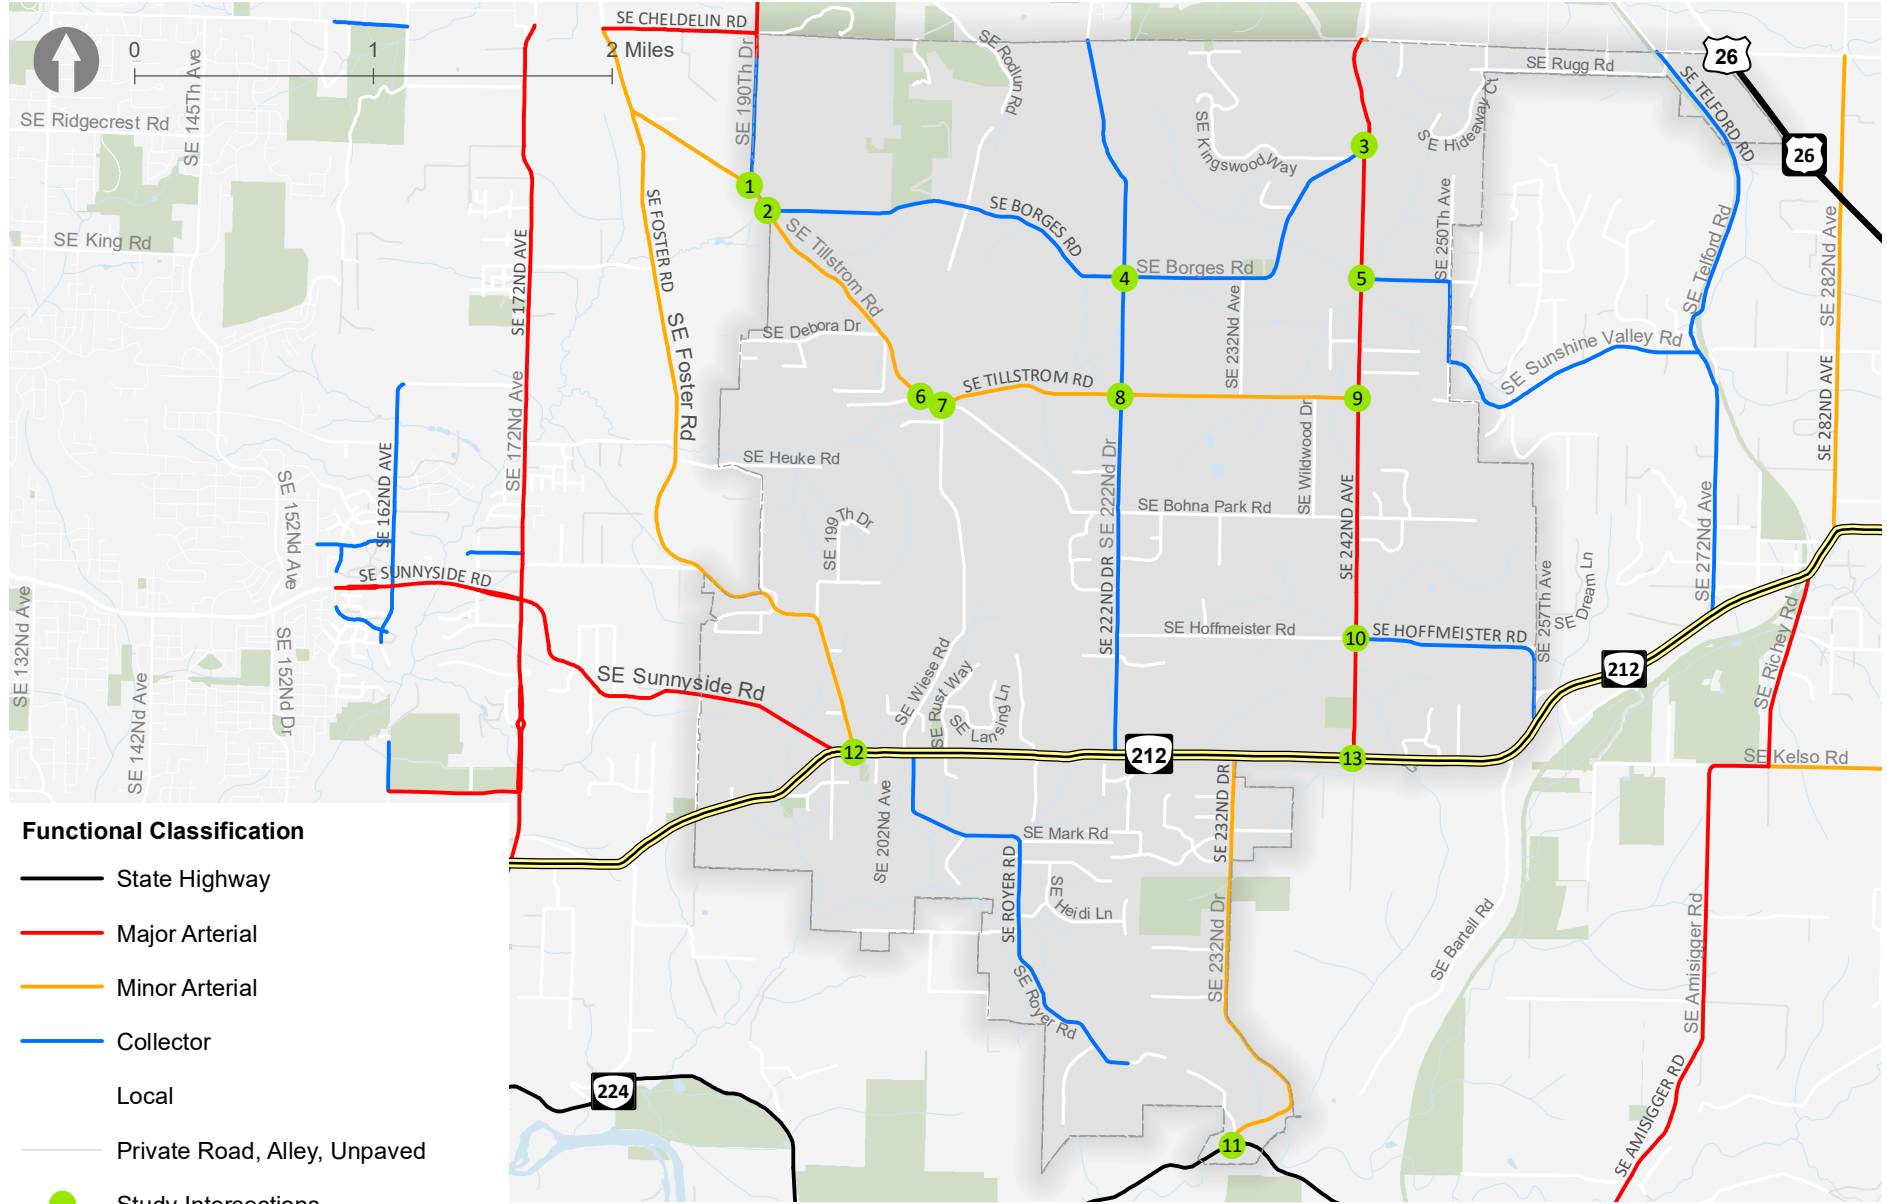 SE CHELDELIN RD
0
1
2 Miles
26
SE Rodlun Rd
SE Rugg Rd
SE 145Th Ave
SE 190Th Dr
SE TELFORD RD
SE Ridgecrest Rd
SE Kingswood Way
SE Hideaway Ct
3
26
1
2
SE BORGES RD
SE 250Th Ave
SE King Rd
SE FOSTER RD
SE 172ND AVE
SE Tillstrom Rd
4
SE Borges Rd
5
SE Telford Rd
SE 282Nd Ave
SE Debora Dr
SE 232Nd Ave
SE Sunshine Valley Rd
SE Foster Rd
SE TILLSTROM RD
6
7
8
9
SE 172Nd Ave
SE 282ND AVE
SE Heuke Rd
SE 222Nd Dr
SE Wildwood Dr
SE 162ND AVE
SE 152Nd Ave
SE 199Th Dr
SE Bohna Park Rd
SE 242ND AVE
SE 272Nd Ave
SE SUNNYSIDE RD
SE 132Nd Ave
SE 222ND DR
SE 257Th Ave
SE Dream Ln
SE Hoffmeister Rd
10
SE HOFFMEISTER RD
SE 152Nd Dr
SE 142Nd Ave
SE Sunnyside Rd
SE Wiese Rd
SE Rust Way
SE Lansing Ln
212
SE Richey Rd
12
212
13
SE Kelso Rd
SE 202Nd Ave
SE 232ND DR
SE Mark Rd
SE ROYER RD
SE Heidi Ln
SE 232Nd Dr
SE Bartell Rd
SE Amisigger Rd
SE Royer Rd
224
11
SE AMISIGGER RD
Functional Classification
State Highway
Major Arterial
Minor Arterial
Collector
Local
Private Road, Alley, Unpaved
Study Intersections